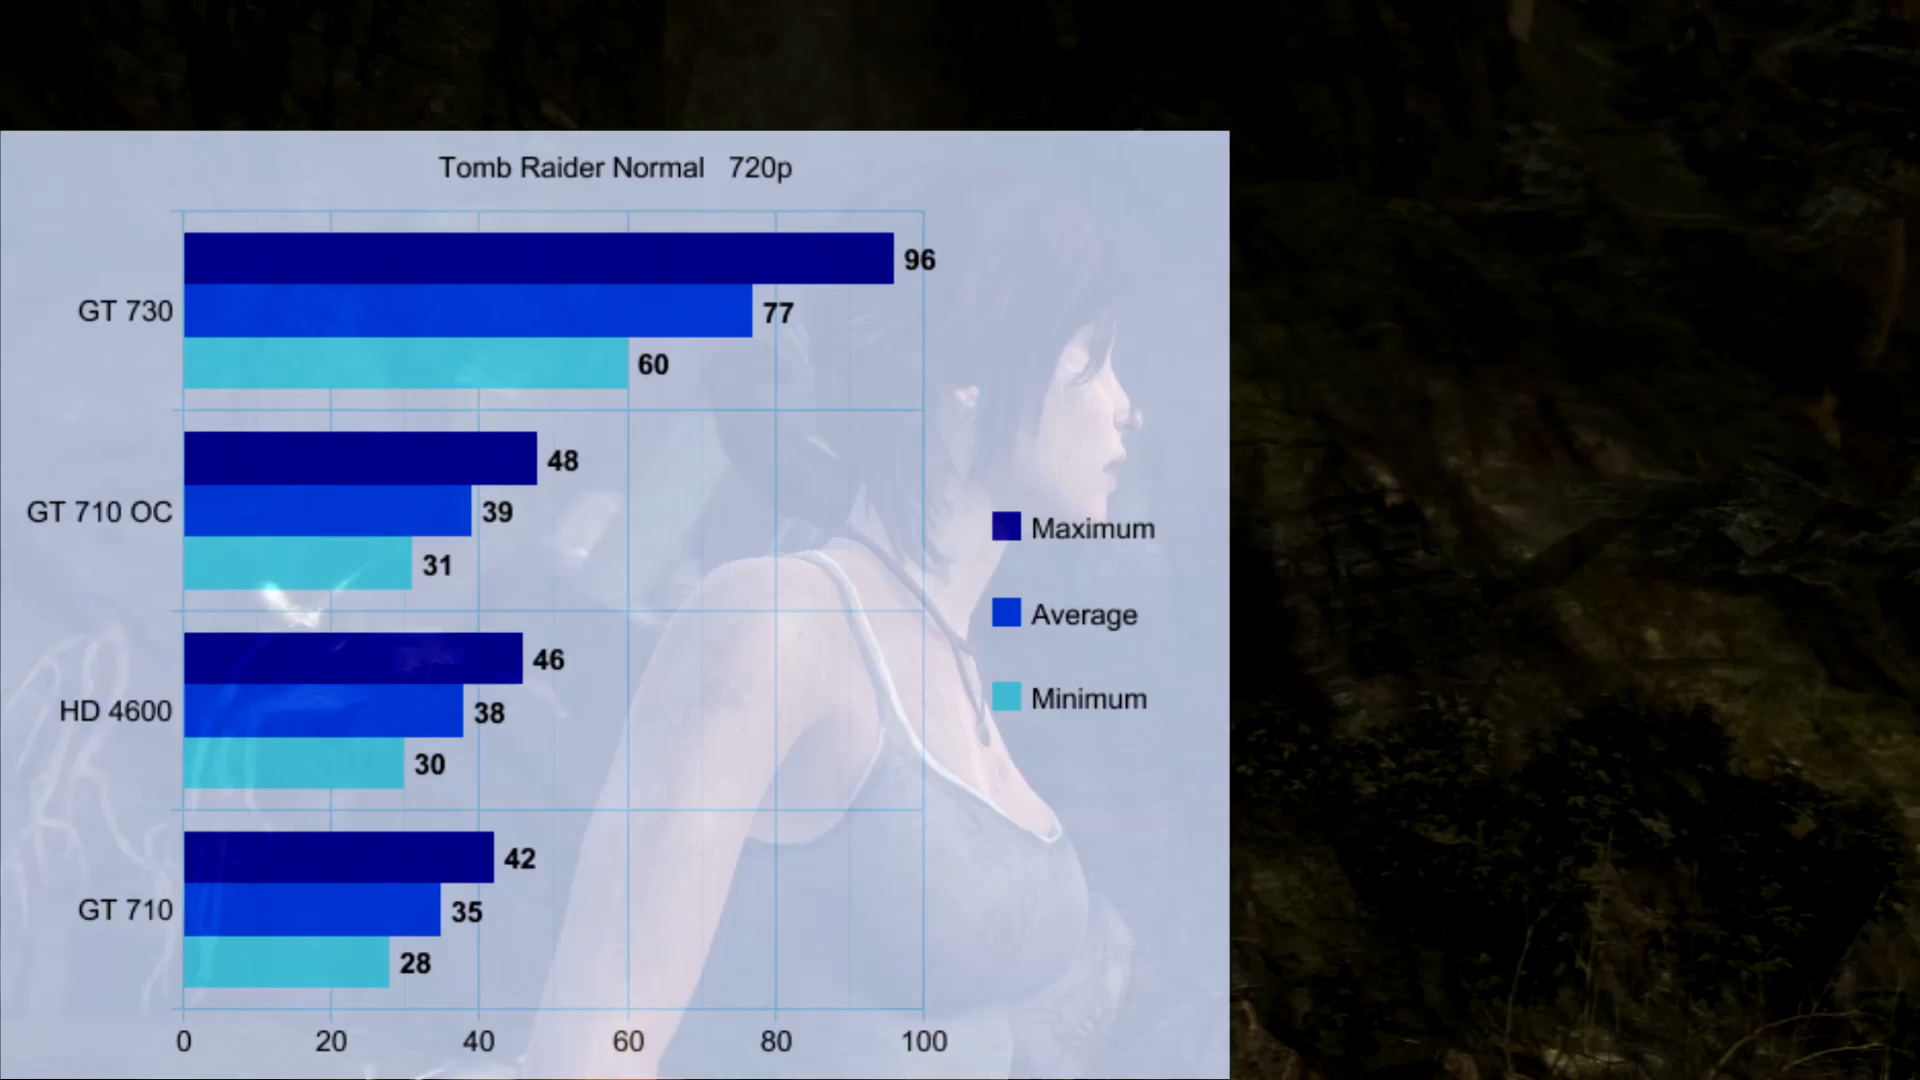 Tomb Raider Normal 720p
GT 730
96
77
60
GT 710 OC
48
39
31
HD 4600
46
38
30
GT 710
42
35
28
Maximum
Average
Minimum
0 20 40 60 80 100